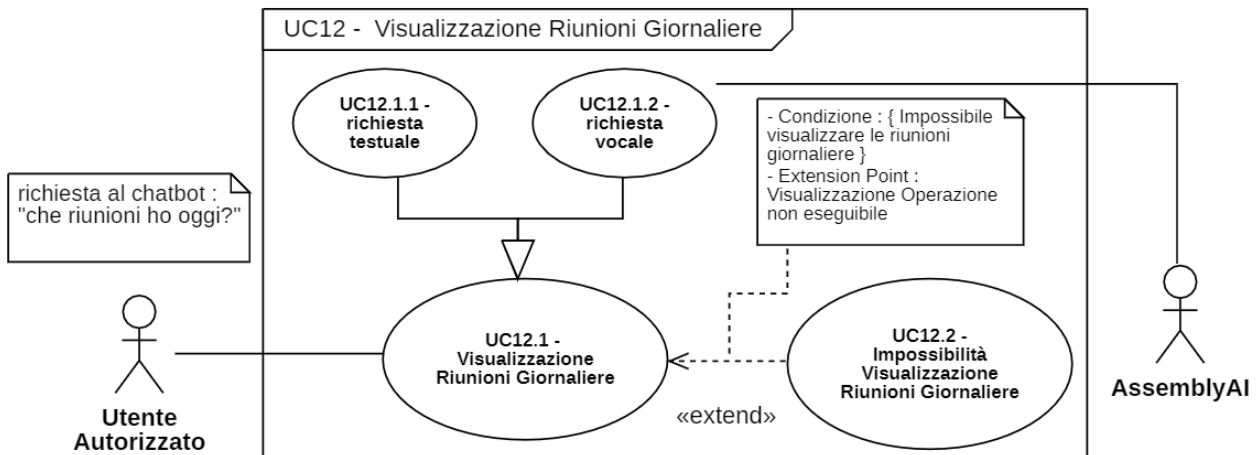 UC12 -  Visualizzazione Riunioni Giornaliere
UC12.1.1 -
richiesta
testuale
UC12.1.2 -
richiesta
vocale
- Condizione : { Impossibile
visualizzare le riunioni
giornaliere }
- Extension Point :
Visualizzazione Operazione
non eseguibile
richiesta al chatbot :
"che riunioni ho oggi?"
UC12.1 -
Visualizzazione
Riunioni Giornaliere
UC12.2 -
Impossibilità
Visualizzazione
Riunioni Giornaliere
«extend»
Utente
Autorizzato
AssemblyAI